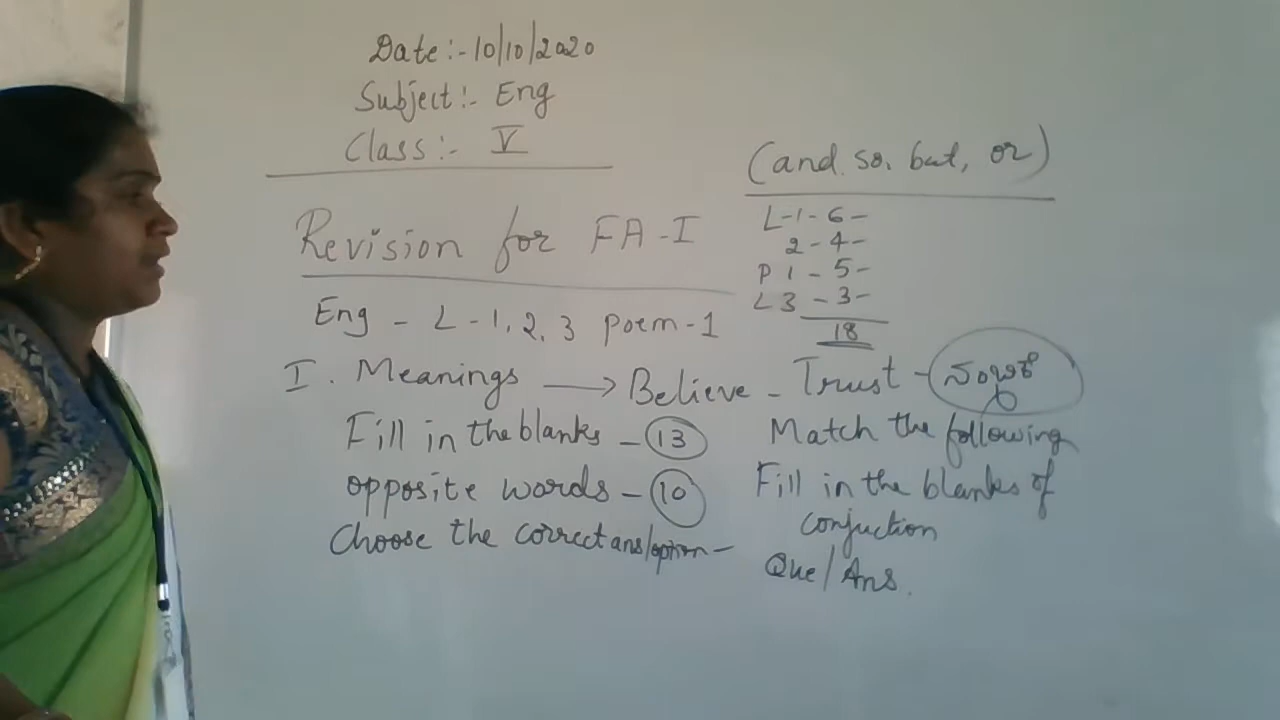 Date:-10/10/2020
Subject:- Eng
Class:- V
(and. so. but, or)
Revision for FA-I
L-1-6-
2-4-
P 1-5-
L 3-3-
18
Eng - L-1, 2, 3 Poem-1
I. Meanings → Believe - Trust - ನಂಬಿಕೆ
Fill in the blanks - 13
opposite words - 10
Choose the correct ans/option -
Match the following
Fill in the blanks of
conjuction
Que/Ans.